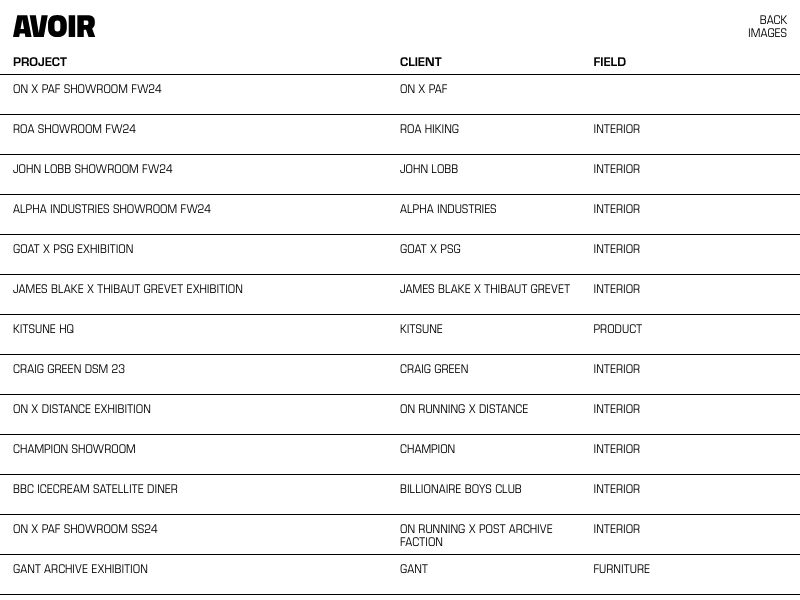 AVOIR
BACK
IMAGES
PROJECT CLIENT FIELD
ON X PAF SHOWROOM FW24 ON X PAF
ROA SHOWROOM FW24 ROA HIKING INTERIOR
JOHN LOBB SHOWROOM FW24 JOHN LOBB INTERIOR
ALPHA INDUSTRIES SHOWROOM FW24 ALPHA INDUSTRIES INTERIOR
GOAT X PSG EXHIBITION GOAT X PSG INTERIOR
JAMES BLAKE X THIBAUT GREVET EXHIBITION JAMES BLAKE X THIBAUT GREVET INTERIOR
KITSUNE HQ KITSUNE PRODUCT
CRAIG GREEN DSM 23 CRAIG GREEN INTERIOR
ON X DISTANCE EXHIBITION ON RUNNING X DISTANCE INTERIOR
CHAMPION SHOWROOM CHAMPION INTERIOR
BBC ICECREAM SATELLITE DINER BILLIONAIRE BOYS CLUB INTERIOR
ON X PAF SHOWROOM SS24 ON RUNNING X POST ARCHIVE INTERIOR
FACTION
GANT ARCHIVE EXHIBITION GANT FURNITURE